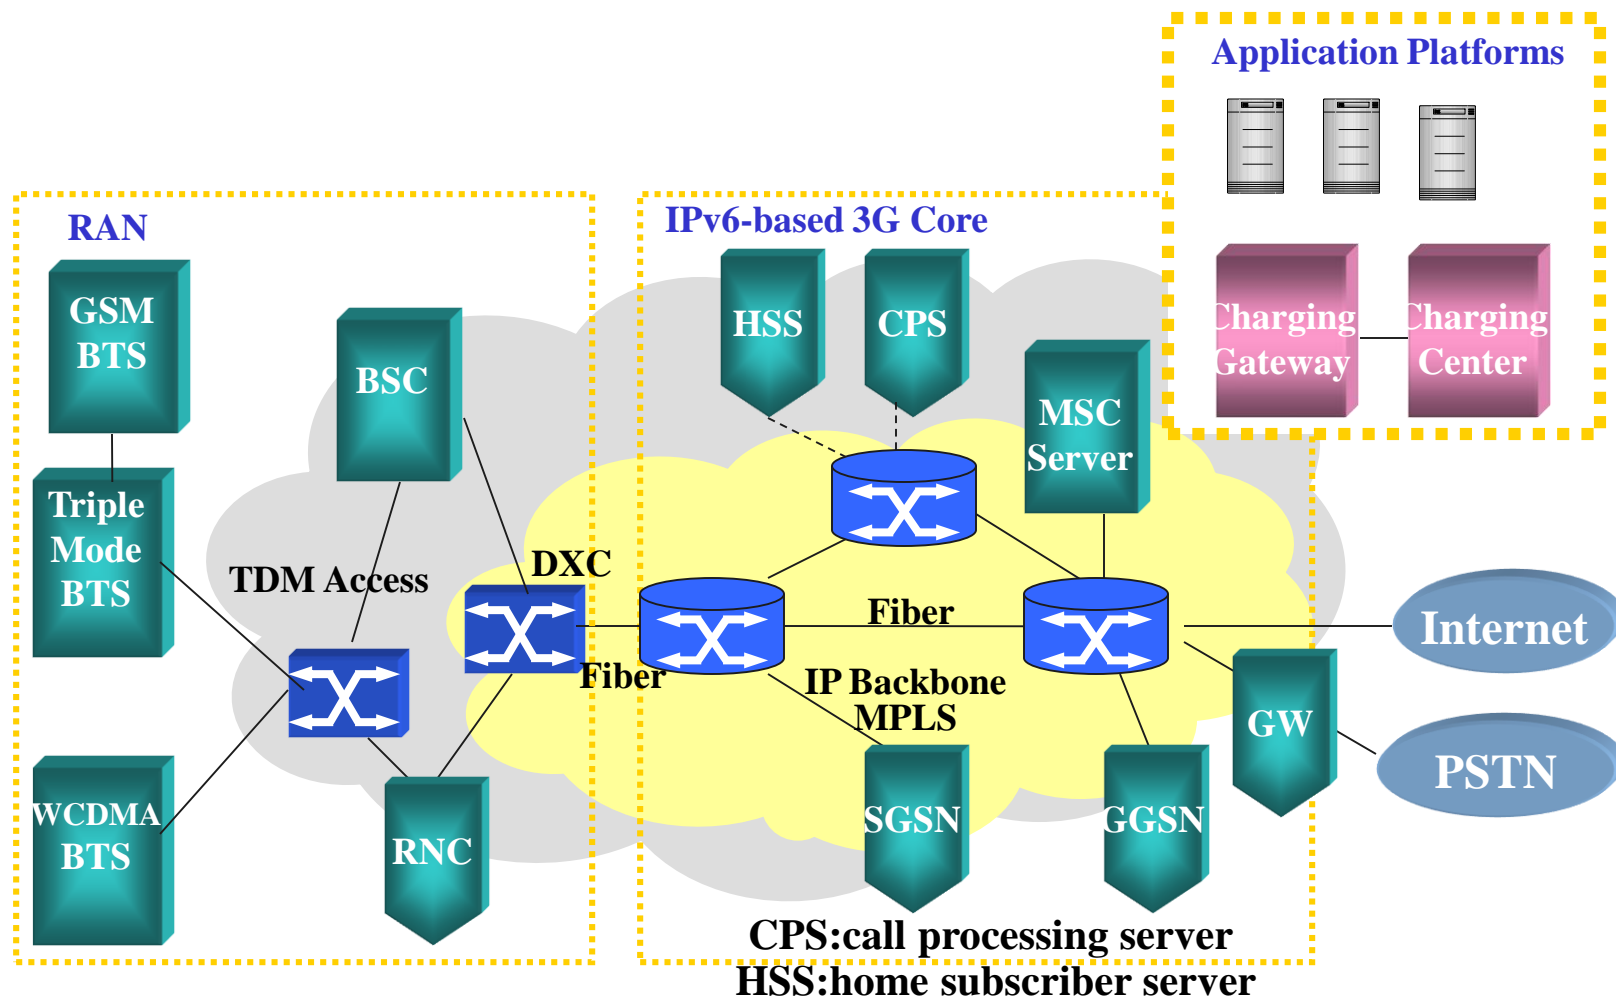 Application Platforms
RAN
IPv6-based 3G Core
GSM
BTS
HSS
CPS
Charging
Gateway
Charging
Center
BSC
MSC
Server
Triple
Mode
BTS
TDM Access
DXC
Fiber
Fiber
Internet
IP Backbone
MPLS
GW
PSTN
WCDMA
BTS
RNC
SGSN
GGSN
CPS:call processing server
HSS:home subscriber server